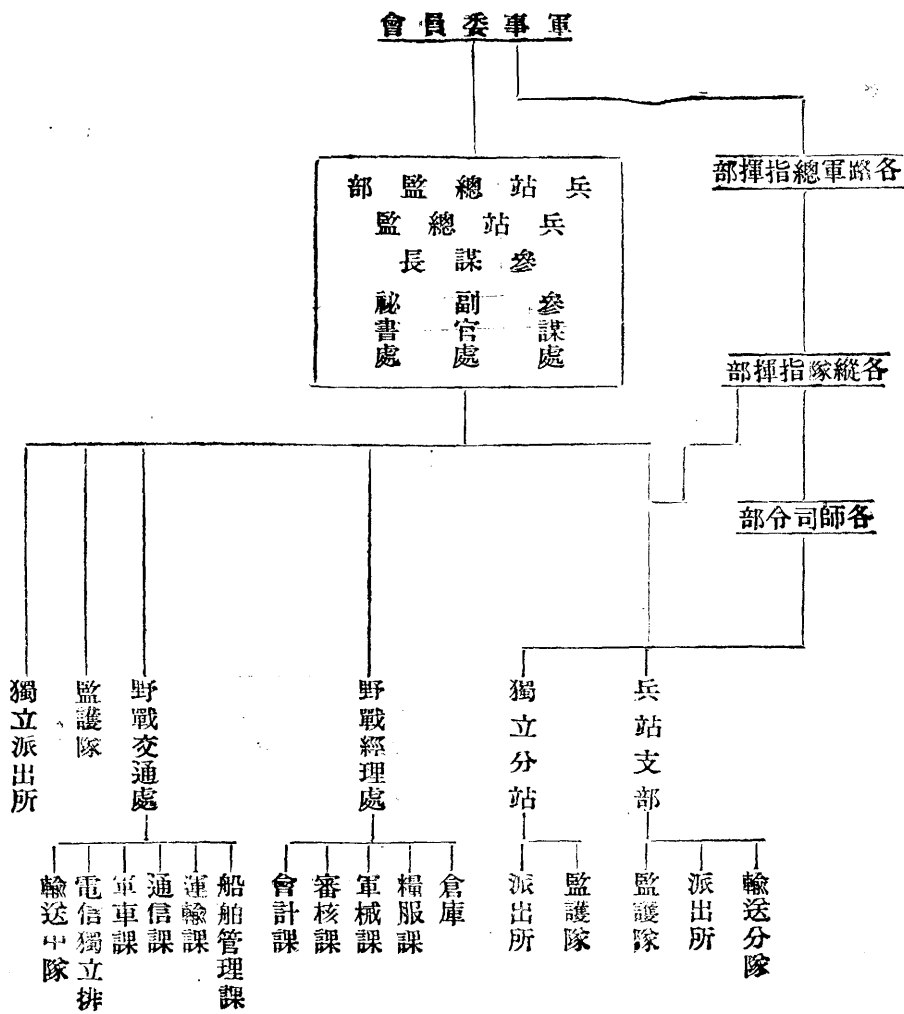 軍事委員會
各路軍總指揮部
兵站總監部
兵站總監
參謀長
參謀處
副官處
祕書處
各縱隊指揮部
各師司令部
兵站支部
獨立分站
野戰經理處
野戰交通處
監護隊
獨立派出所
輸送分隊
派出所
監護隊
監護隊
派出所
倉庫
糧服課
軍械課
審核課
會計課
船舶管理課
運輸課
通信課
軍車課
電信獨立排
輸送中隊